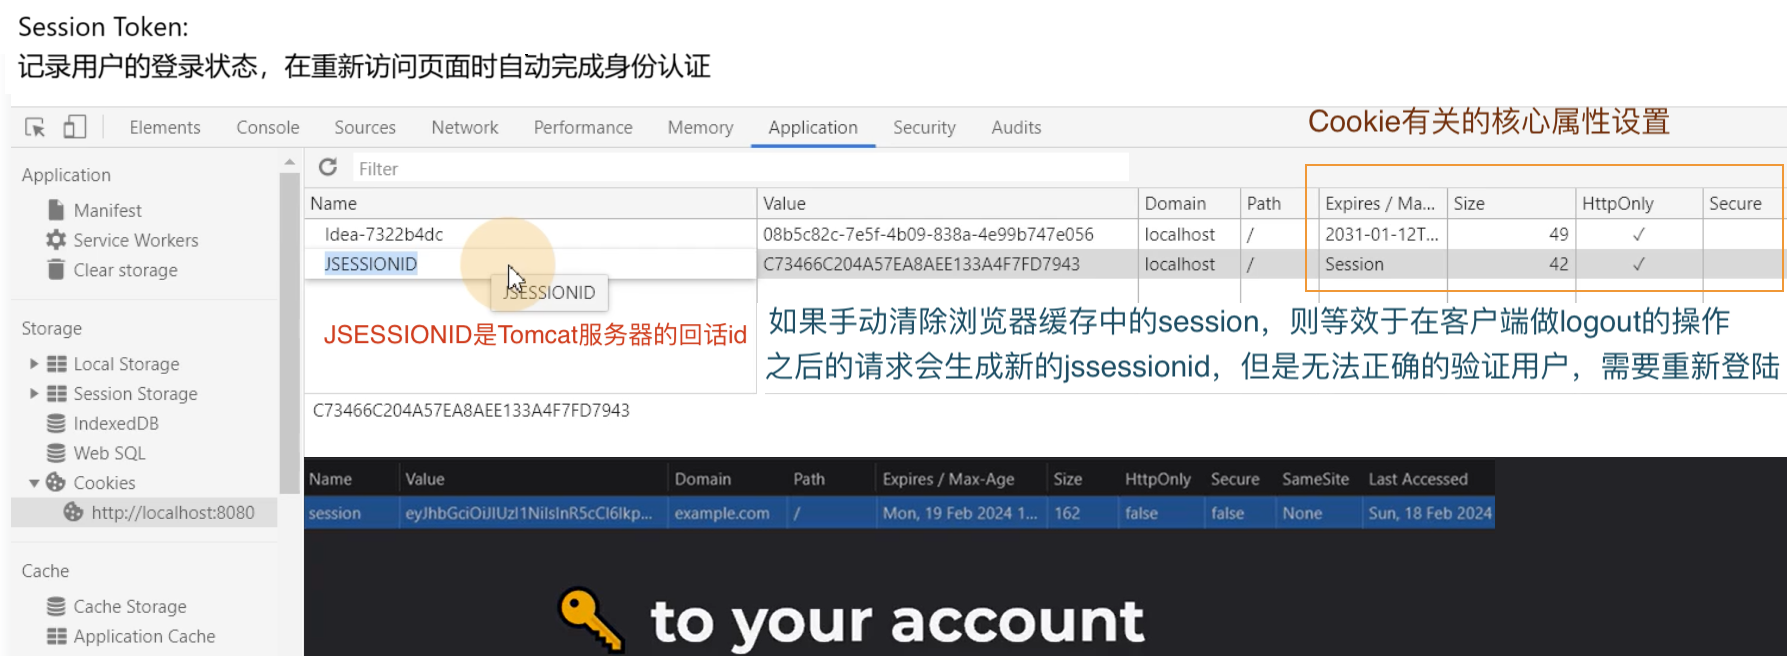 Session Token:
记录用户的登录状态，在重新访问页面时自动完成身份认证
Elements Console Sources Network Performance Memory Application Security Audits
Cookie有关的核心属性设置
Application
Manifest
Service Workers
Clear storage
Storage
Local Storage
Session Storage
IndexedDB
Web SQL
Cookies
http://localhost:8080
Cache
Cache Storage
Application Cache
Filter
Name Value Domain Path Expires / Ma... Size HttpOnly Secure
Idea-7322b4dc 08b5c82c-7e5f-4b09-838a-4e99b747e056 localhost / 2031-01-12T... 49 ✓
JSESSIONID C73466C204A57EA8AEE133A4F7FD7943 localhost / Session 42 ✓
JSESSIONID
JSESSIONID是Tomcat服务器的回话id
如果手动清除浏览器缓存中的session，则等效于在客户端做logout的操作
之后的请求会生成新的jssessionid，但是无法正确的验证用户，需要重新登陆
C73466C204A57EA8AEE133A4F7FD7943
Name Value Domain Path Expires / Max-Age Size HttpOnly Secure SameSite Last Accessed
session eyJhbGciOiJIUzI1NiIsInR5cCI6Ikp... example.com / Mon, 19 Feb 2024 1... 162 false false None Sun, 18 Feb 2024
to your account